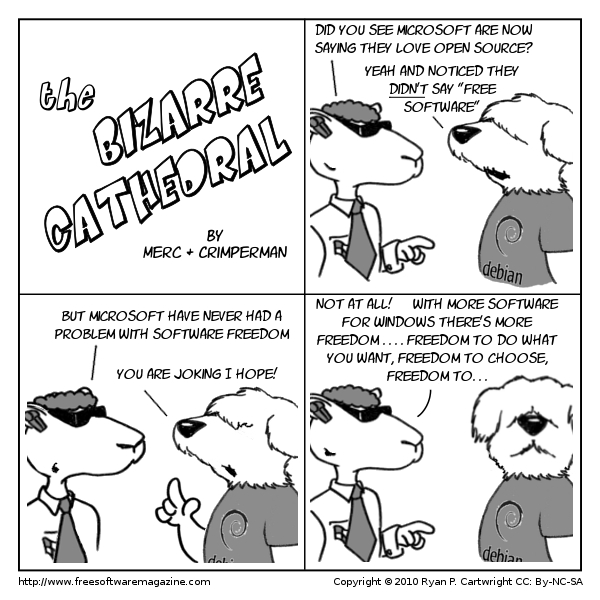 the
BIZARRE
CATHEDRAL
BY
MERC + CRIMPERMAN
DID YOU SEE MICROSOFT ARE NOW
SAYING THEY LOVE OPEN SOURCE?
YEAH AND NOTICED THEY
DIDN'T SAY "FREE
SOFTWARE"
debian
BUT MICROSOFT HAVE NEVER HAD A
PROBLEM WITH SOFTWARE FREEDOM
YOU ARE JOKING I HOPE!
debian
NOT AT ALL! WITH MORE SOFTWARE
FOR WINDOWS THERE'S MORE
FREEDOM .... FREEDOM TO DO WHAT
YOU WANT, FREEDOM TO CHOOSE,
FREEDOM TO...
debian
http://www.freesoftwaremagazine.com
Copyright © 2010 Ryan P. Cartwright CC: By-NC-SA